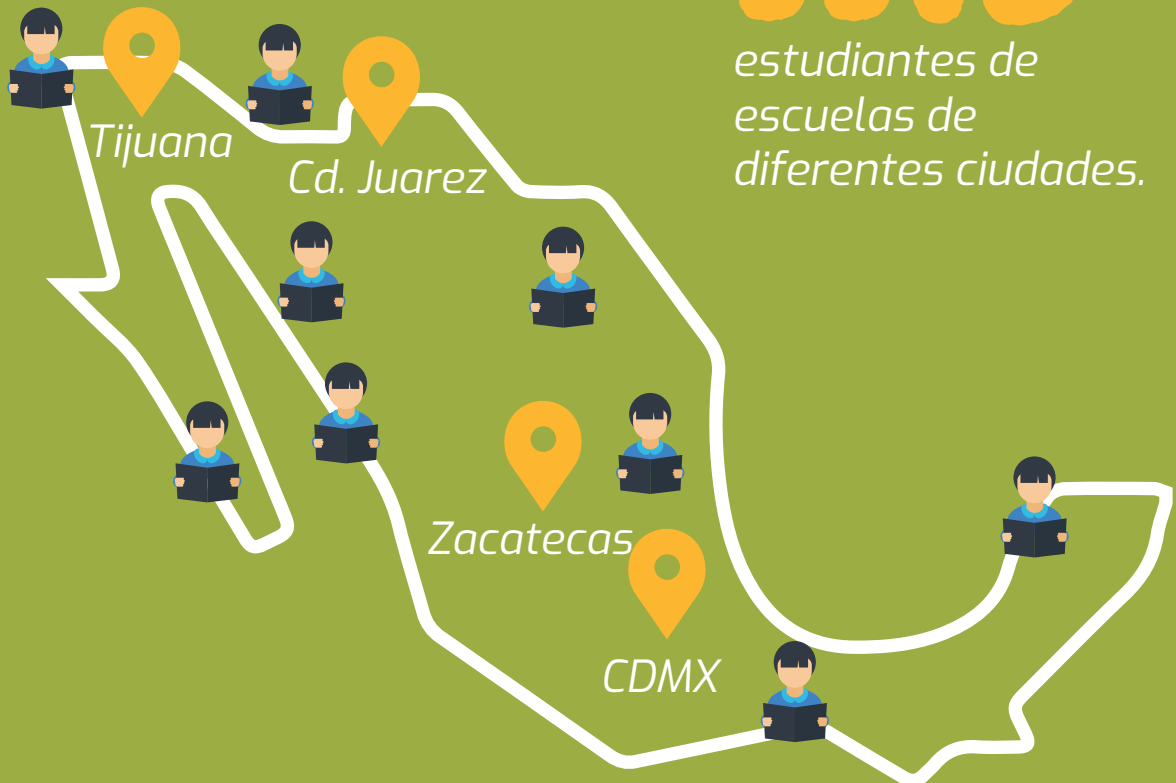 estudiantes de
escuelas de
diferentes ciudades.
Tijuana
Cd. Juarez
Zacatecas
CDMX